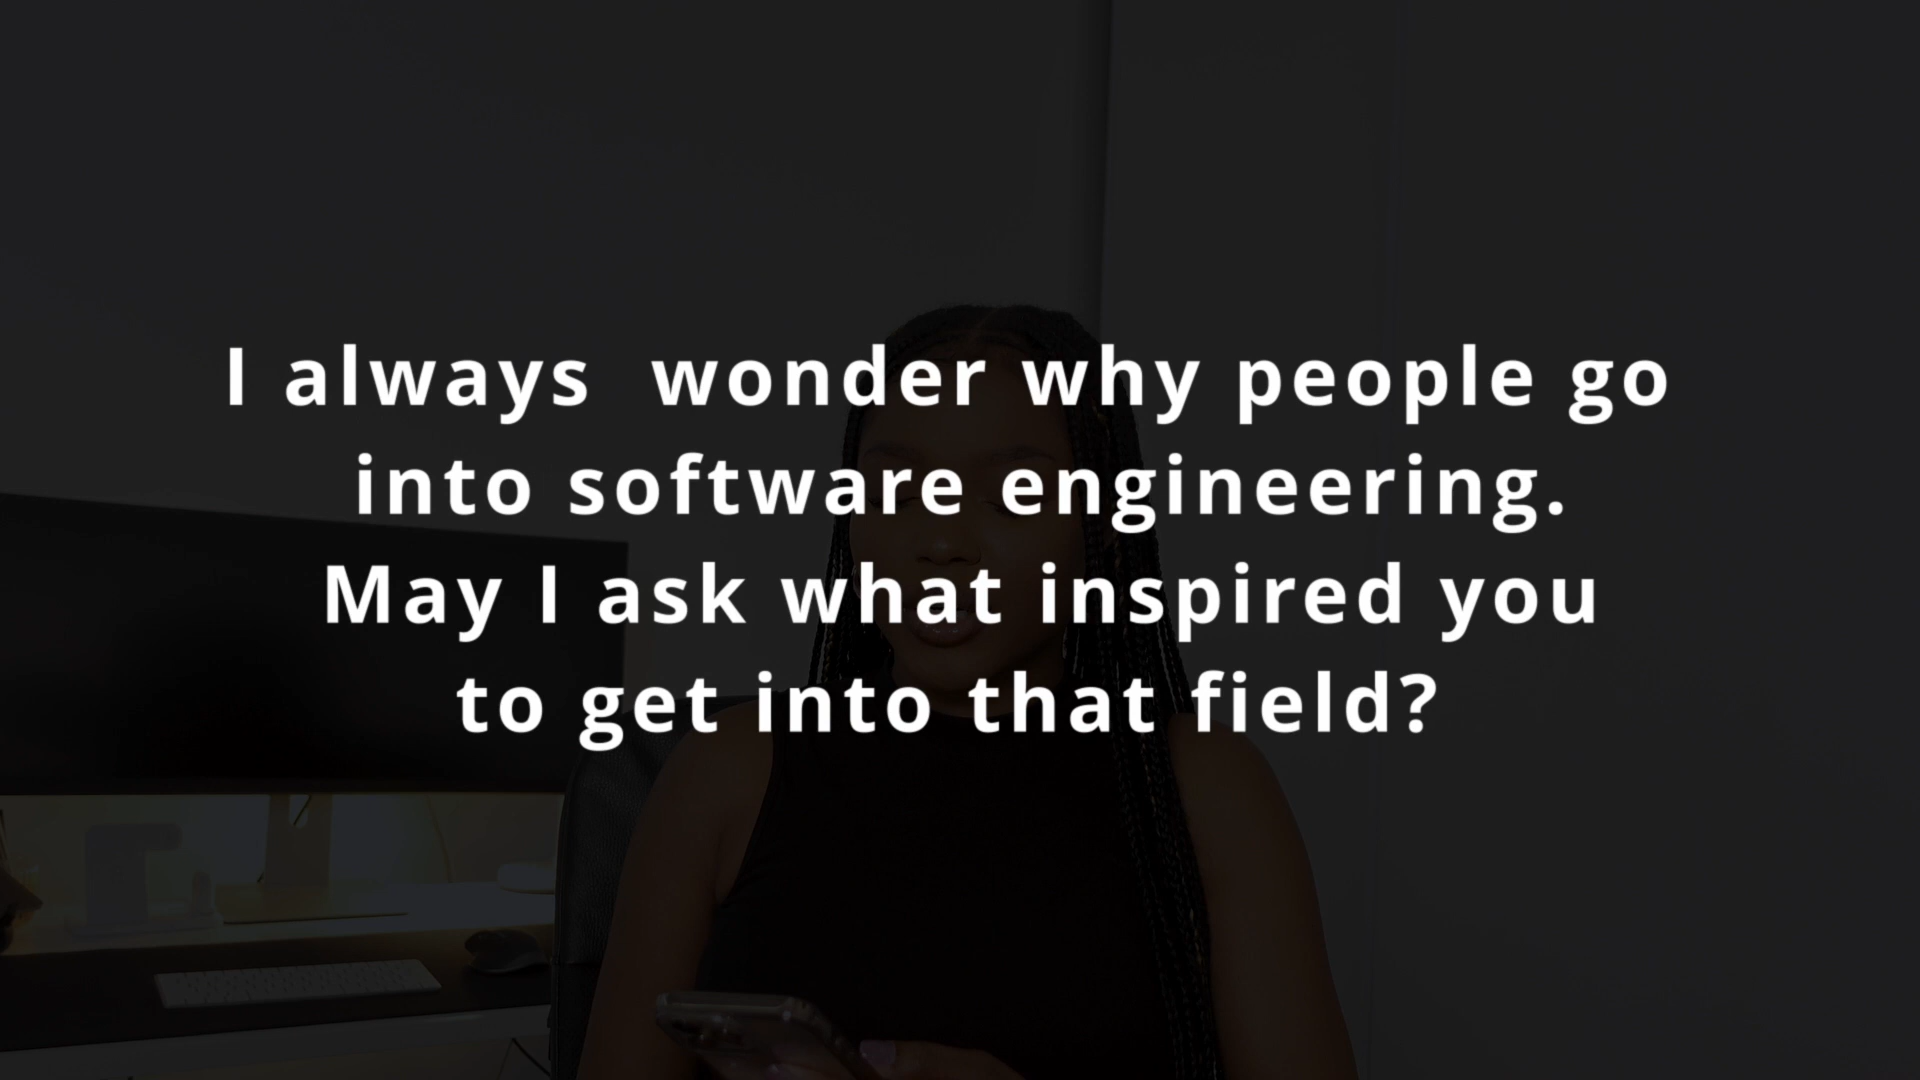 I always  wonder why people go
into software engineering.
May I ask what inspired you
to get into that field?